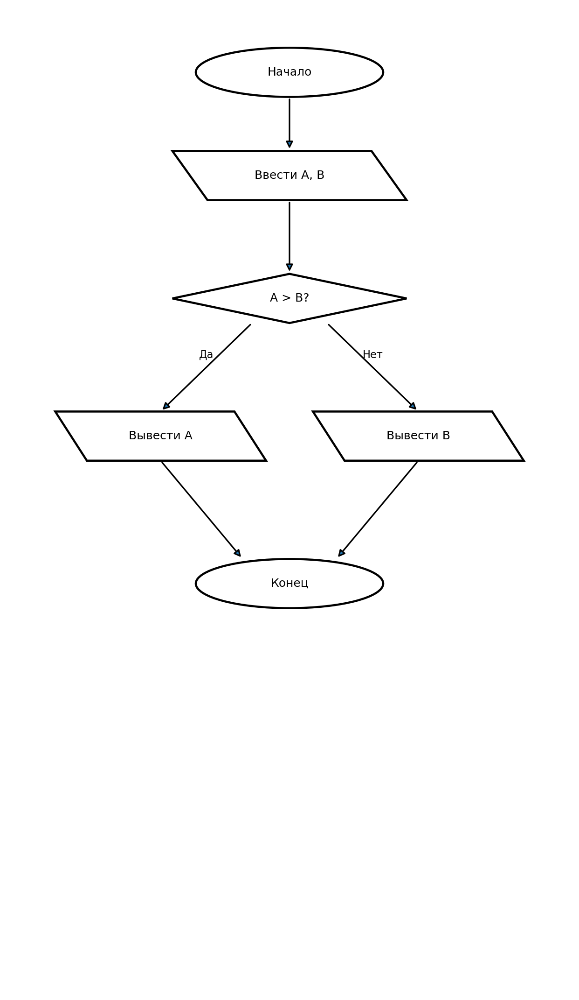 Начало
Ввести A, B
A > B?
Да
Нет
Вывести A
Вывести B
Конец